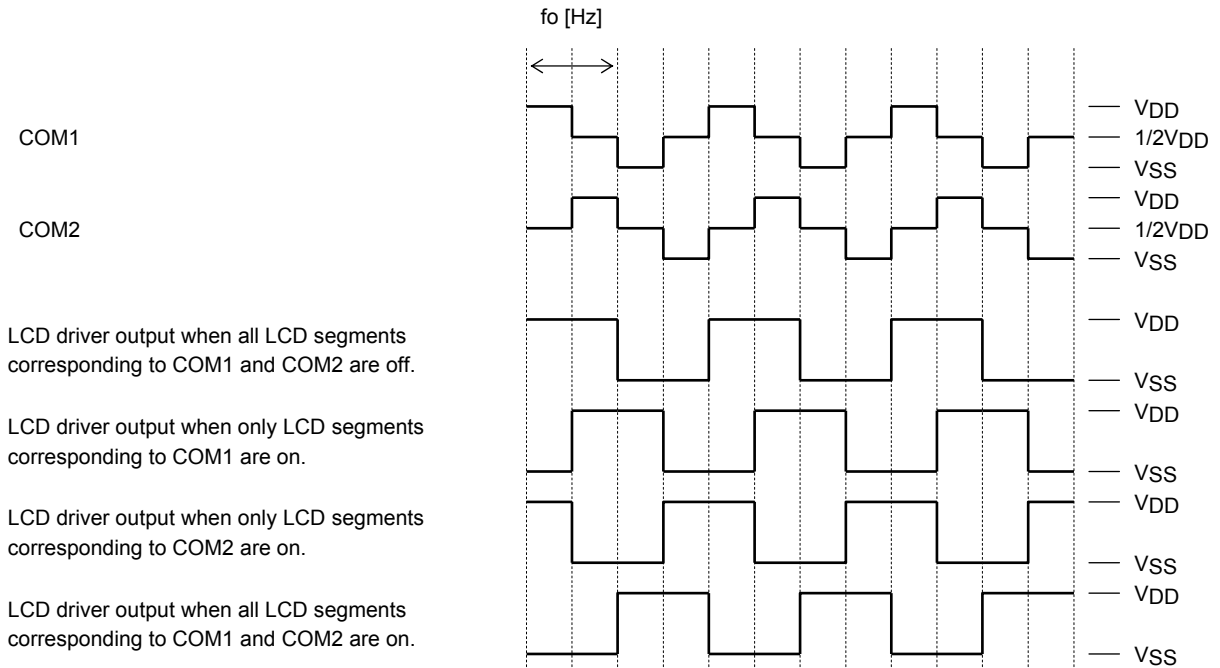 fo [Hz]
COM1
VDD
1/2VDD
VSS
COM2
VDD
1/2VDD
VSS
LCD driver output when all LCD segments
corresponding to COM1 and COM2 are off.
VDD
VSS
LCD driver output when only LCD segments
corresponding to COM1 are on.
VDD
VSS
LCD driver output when only LCD segments
corresponding to COM2 are on.
VDD
VSS
LCD driver output when all LCD segments
corresponding to COM1 and COM2 are on.
VDD
VSS